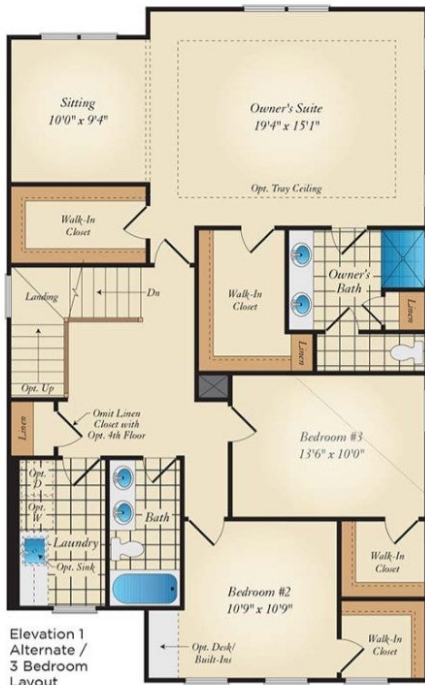 Sitting
10'0" x 9'4"
Owner's Suite
19'4" x 15'1"
Opt. Tray Ceiling
Walk-In
Closet
Landing
Dn
Walk-In
Closet
Owner's
Bath
Linen
Linen
Opt. Up
Omit Linen
Closet with
Opt. 4th Floor
Linen
Bedroom #3
13'6" x 10'0"
Opt.
D
Opt.
W
Bath
Laundry
Opt. Sink
Walk-In
Closet
Bedroom #2
10'9" x 10'9"
Opt. Desk/
Built-Ins
Walk-In
Closet
Elevation 1
Alternate /
3 Bedroom
Layout